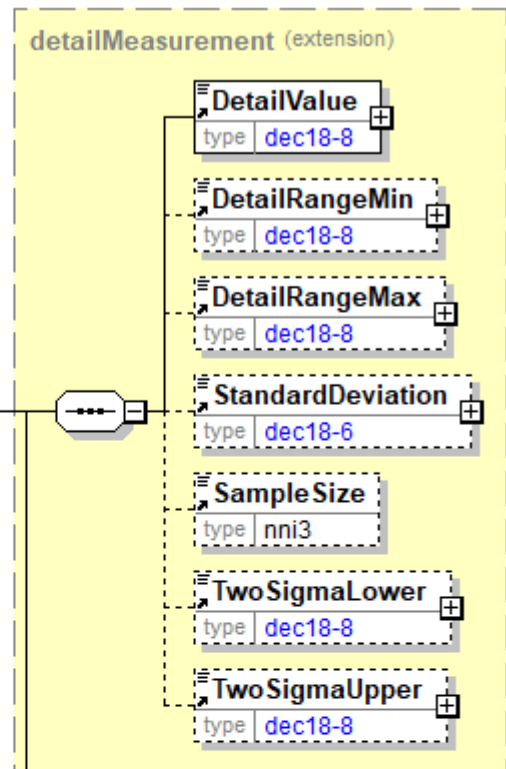 detailMeasurement (extension)
DetailValue
type dec18-8
DetailRangeMin
type dec18-8
DetailRangeMax
type dec18-8
StandardDeviation
type dec18-6
SampleSize
type nni3
TwoSigmaLower
type dec18-8
TwoSigmaUpper
type dec18-8